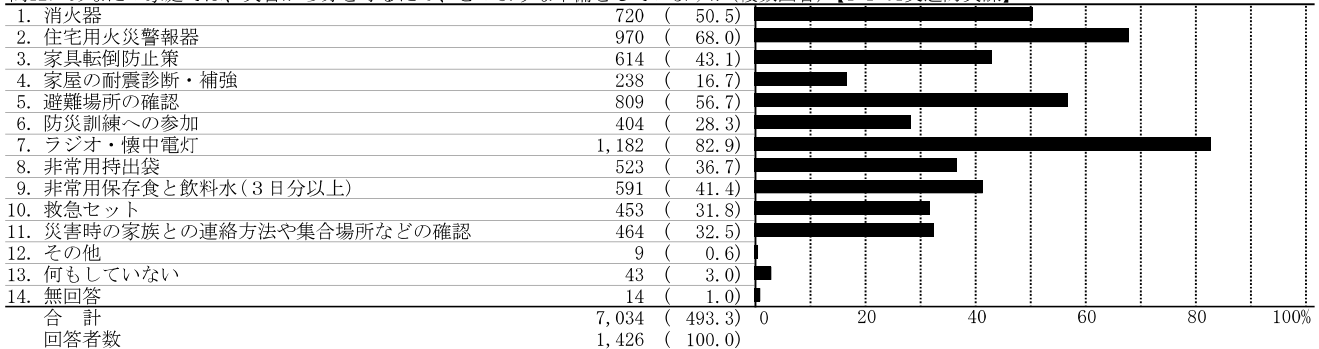 1. 消火器 720 ( 50.5)
2. 住宅用火災警報器 970 ( 68.0)
3. 家具転倒防止策 614 ( 43.1)
4. 家屋の耐震診断・補強 238 ( 16.7)
5. 避難場所の確認 809 ( 56.7)
6. 防災訓練への参加 404 ( 28.3)
7. ラジオ・懐中電灯 1,182 ( 82.9)
8. 非常用持出袋 523 ( 36.7)
9. 非常用保存食と飲料水(3日分以上) 591 ( 41.4)
10. 救急セット 453 ( 31.8)
11. 災害時の家族との連絡方法や集合場所などの確認 464 ( 32.5)
12. その他 9 ( 0.6)
13. 何もしていない 43 ( 3.0)
14. 無回答 14 ( 1.0)
合 計 7,034 ( 493.3) 0 20 40 60 80 100%
回答者数 1,426 ( 100.0)